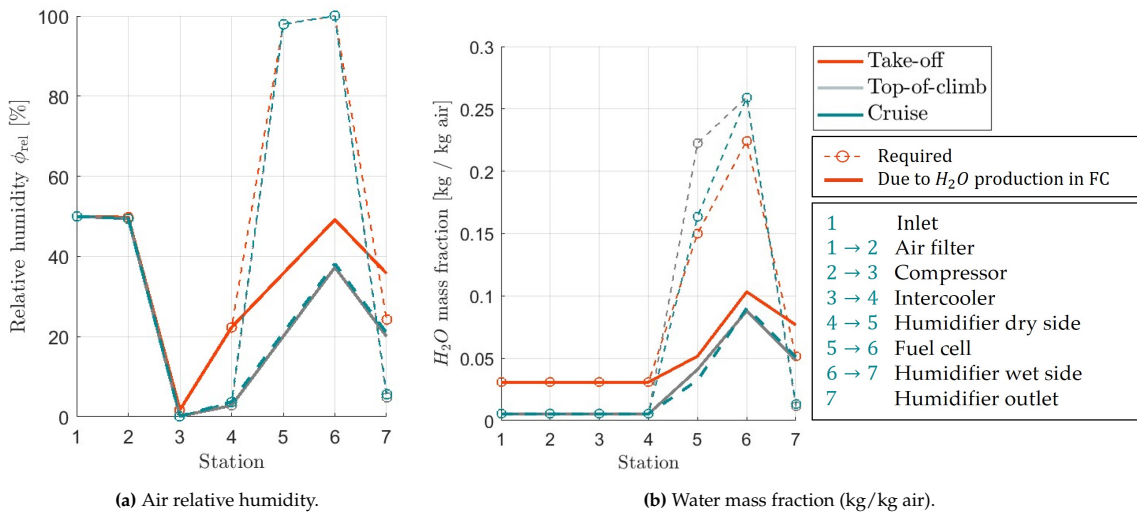 100
80
60
40
20
0
Relative humidity ϕrel [%]
1 2 3 4 5 6 7
Station
(a) Air relative humidity.
0.3
0.25
0.2
0.15
0.1
0.05
0
H2O mass fraction [kg / kg air]
1 2 3 4 5 6 7
Station
(b) Water mass fraction (kg/kg air).
Take-off
Top-of-climb
Cruise
Required
Due to H2O production in FC
1 Inlet
1 → 2 Air filter
2 → 3 Compressor
3 → 4 Intercooler
4 → 5 Humidifier dry side
5 → 6 Fuel cell
6 → 7 Humidifier wet side
7 Humidifier outlet